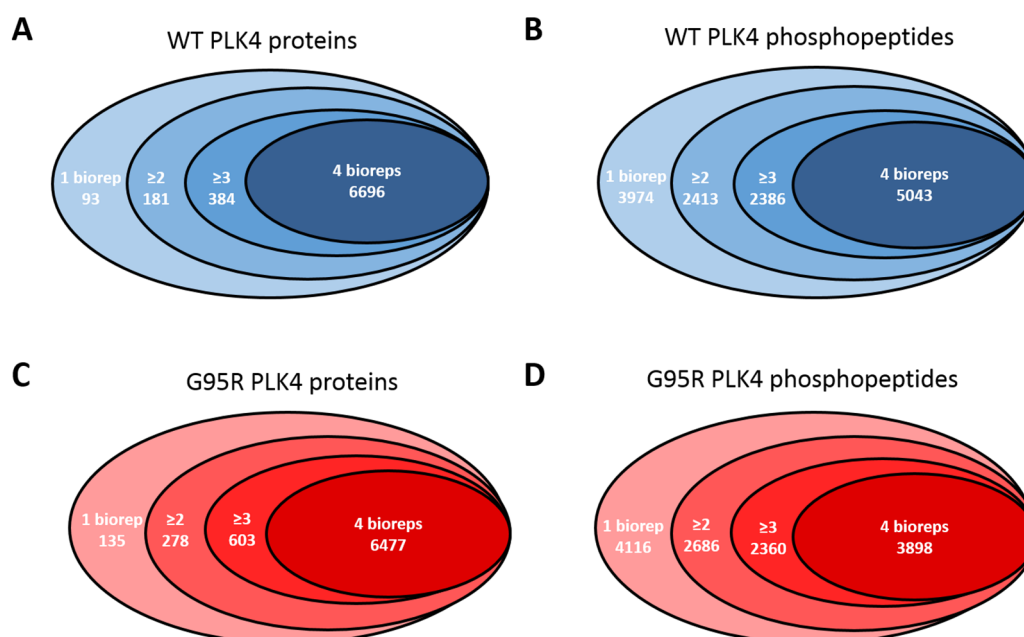 A
WT PLK4 proteins
1 biorep
93
≥2
181
≥3
384
4 bioreps
6696
B
WT PLK4 phosphopeptides
1 biorep
3974
≥2
2413
≥3
2386
4 bioreps
5043
C
G95R PLK4 proteins
1 biorep
135
≥2
278
≥3
603
4 bioreps
6477
D
G95R PLK4 phosphopeptides
1 biorep
4116
≥2
2686
≥3
2360
4 bioreps
3898